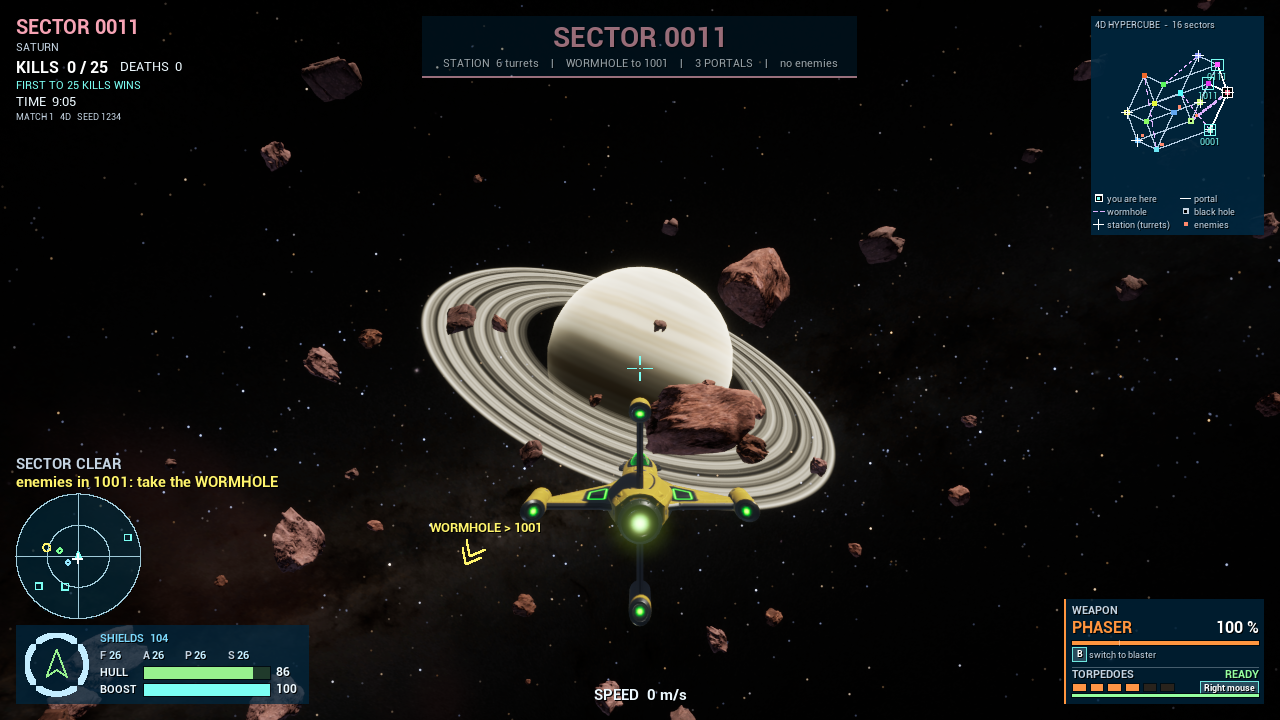 SECTOR 0011
SATURN
KILLS 0 / 25 DEATHS 0
FIRST TO 25 KILLS WINS
TIME 9:05
MATCH 1 4D SEED 1234
SECTOR 0011
STATION 6 turrets | WORMHOLE to 1001 | 3 PORTALS | no enemies
4D HYPERCUBE - 16 sectors
1011
0001
you are here
portal
wormhole
black hole
station (turrets)
enemies
SECTOR CLEAR
enemies in 1001: take the WORMHOLE
WORMHOLE > 1001
SHIELDS 104
F 26 A 26 P 26 S 26
HULL 86
BOOST 100
SPEED 0 m/s
WEAPON
PHASER 100 %
B switch to blaster
TORPEDOES READY
Right mouse